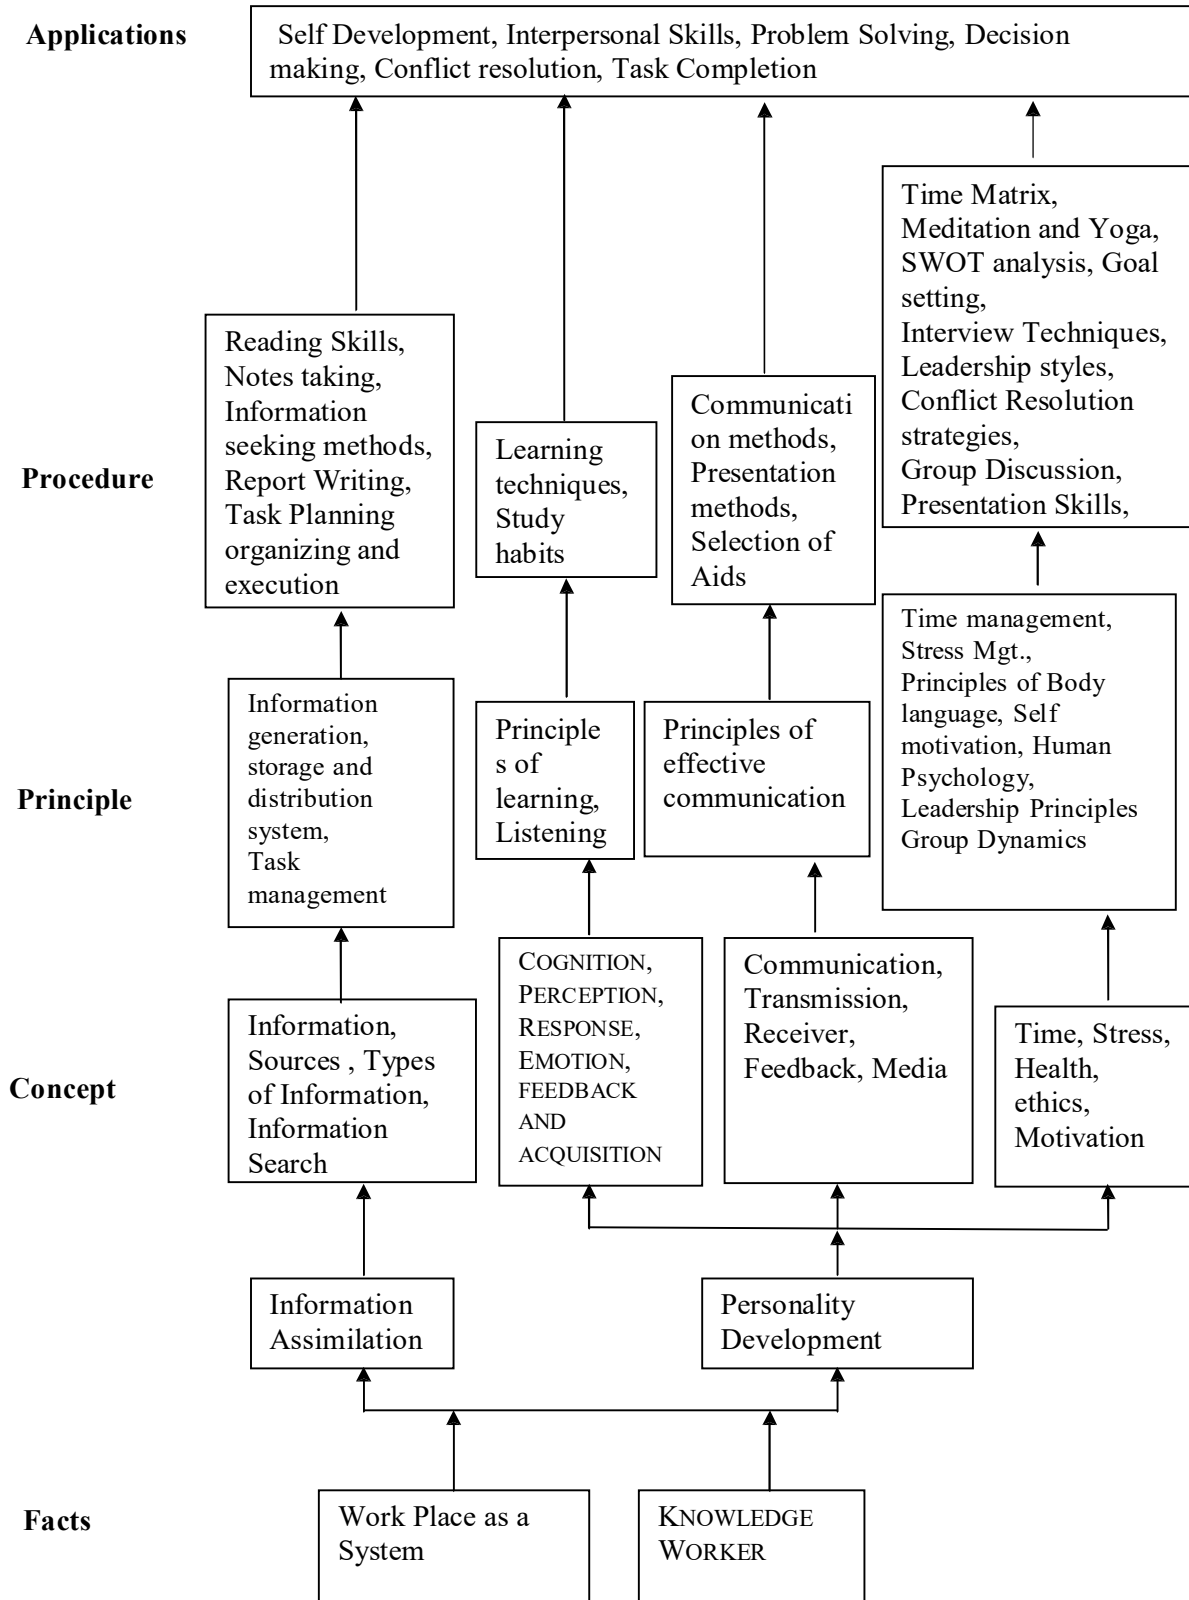 Applications
Self Development, Interpersonal Skills, Problem Solving, Decision
making, Conflict resolution, Task Completion
Procedure
Reading Skills,
Notes taking,
Information
seeking methods,
Report Writing,
Task Planning
organizing and
execution
Learning
techniques,
Study
habits
Communicati
on methods,
Presentation
methods,
Selection of
Aids
Time Matrix,
Meditation and Yoga,
SWOT analysis, Goal
setting,
Interview Techniques,
Leadership styles,
Conflict Resolution
strategies,
Group Discussion,
Presentation Skills,
Principle
Information
generation,
storage and
distribution
system,
Task
management
Principle
s of
learning,
Listening
Principles of
effective
communication
Time management,
Stress Mgt.,
Principles of Body
language, Self
motivation, Human
Psychology,
Leadership Principles
Group Dynamics
Concept
Information,
Sources , Types
of Information,
Information
Search
COGNITION,
PERCEPTION,
RESPONSE,
EMOTION,
FEEDBACK
AND
ACQUISITION
Communication,
Transmission,
Receiver,
Feedback, Media
Time, Stress,
Health,
ethics,
Motivation
Information
Assimilation
Personality
Development
Facts
Work Place as a
System
KNOWLEDGE
WORKER